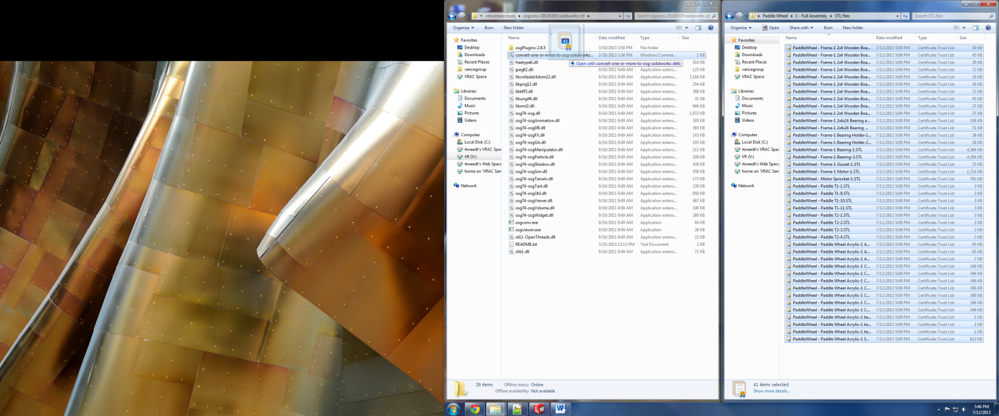 conversion tools ▸ osgconv-20130319-solidworks-stl ▸
Search osgconv-20130319-solidworks-stl
Organize Burn New folder
Favorites
Desktop
Downloads
Recent Places
vancegroup
VRAC Space
Libraries
Documents
Music
Pictures
Videos
Computer
Local Disk (C:)
rtweedt's VRAC Spac
VR (V:)
rtweedt's Web Space
home on 'VRAC Sam
Network
Name Date modified Type Size
osgPlugins-2.8.5 3/19/2013 3:50 PM File folder
convert-one-or-more-to-osg-solidworks... 3/26/2013 3:34 PM Windows Comma... 1 KB
freetype6.dll 510 KB
jpeg62.dll 9/16/2011 9:49 AM Application extens... 125 KB
libcollada14dom22.dll 9/16/2011 9:49 AM Application extens... 3,164 KB
libpng12.dll 9/16/2011 9:49 AM Application extens... 254 KB
libtiff3.dll 9/16/2011 9:49 AM Application extens... 368 KB
libungif4.dll 9/16/2011 9:49 AM Application extens... 31 KB
libxml2.dll 9/16/2011 9:49 AM Application extens... 946 KB
osg74-osg.dll 9/16/2011 9:49 AM Application extens... 1,672 KB
osg74-osgAnimation.dll 9/16/2011 9:49 AM Application extens... 395 KB
osg74-osgDB.dll 9/16/2011 9:49 AM Application extens... 365 KB
osg74-osgFX.dll 9/16/2011 9:49 AM Application extens... 143 KB
osg74-osgGA.dll 9/16/2011 9:49 AM Application extens... 193 KB
osg74-osgManipulator.dll 9/16/2011 9:49 AM Application extens... 211 KB
osg74-osgParticle.dll 9/16/2011 9:49 AM Application extens... 209 KB
osg74-osgShadow.dll 9/16/2011 9:49 AM Application extens... 430 KB
osg74-osgSim.dll 9/16/2011 9:49 AM Application extens... 458 KB
osg74-osgTerrain.dll 9/16/2011 9:49 AM Application extens... 173 KB
osg74-osgText.dll 9/16/2011 9:49 AM Application extens... 239 KB
osg74-osgUtil.dll 9/16/2011 9:49 AM Application extens... 950 KB
osg74-osgViewer.dll 9/16/2011 9:49 AM Application extens... 487 KB
osg74-osgVolume.dll 9/16/2011 9:49 AM Application extens... 190 KB
osg74-osgWidget.dll 9/16/2011 9:49 AM Application extens... 280 KB
osgconv.exe 9/16/2011 9:49 AM Application 84 KB
osgviewer.exe 9/16/2011 9:49 AM Application 28 KB
ot11-OpenThreads.dll 9/16/2011 9:49 AM Application extens... 22 KB
README.txt 3/25/2013 12:12 PM Text Document 2 KB
zlib1.dll 9/16/2011 9:49 AM Application extens... 71 KB
41
Open with convert-one-or-more-to-osg-solidworks-defa
29 items Offline status: Online
Offline availability: Not available
▸ Paddle Wheel ▸ 1 - Full Assembly ▸ STL files
Search STL files
Organize Open Share with Burn New folder
Favorites
Desktop
Downloads
Recent Places
vancegroup
VRAC Space
Libraries
Documents
Music
Pictures
Videos
Computer
Local Disk (C:)
rtweedt's VRAC Spac
VR (V:)
rtweedt's Web Space
home on 'VRAC Sam
Network
Name Date modified Type Size
PaddleWheel - Frame-1 2x4 Wooden Boa... 7/12/2013 5:09 PM Certificate Trust List 30 KB
PaddleWheel - Frame-1 2x4 Wooden Boa... 7/12/2013 5:09 PM Certificate Trust List 45 KB
PaddleWheel - Frame-1 2x4 Wooden Boa... 7/12/2013 5:09 PM Certificate Trust List 30 KB
PaddleWheel - Frame-1 2x4 Wooden Boa... 7/12/2013 5:09 PM Certificate Trust List 72 KB
PaddleWheel - Frame-1 2x4 Wooden Boa... 7/12/2013 5:09 PM Certificate Trust List 30 KB
PaddleWheel - Frame-1 2x4 Wooden Boa... 7/12/2013 5:09 PM Certificate Trust List 30 KB
PaddleWheel - Frame-1 2x4 Wooden Boa... 7/12/2013 5:09 PM Certificate Trust List 72 KB
PaddleWheel - Frame-1 2x4 Wooden Boa... 7/12/2013 5:09 PM Certificate Trust List 45 KB
PaddleWheel - Frame-1 2x4 Wooden Boa... 7/12/2013 5:09 PM Certificate Trust List 37 KB
PaddleWheel - Frame-1 2x4 Wooden Boa... 7/12/2013 5:09 PM Certificate Trust List 37 KB
PaddleWheel - Frame-1 2x4x24 Bearing a... 7/12/2013 5:09 PM Certificate Trust List 106 KB
PaddleWheel - Frame-1 2x4x24 Bearing ... 7/12/2013 5:09 PM Certificate Trust List 71 KB
PaddleWheel - Frame-1 Bearing Holder-1... 7/12/2013 5:09 PM Certificate Trust List 38 KB
PaddleWheel - Frame-1 Bearing Holder-2... 7/12/2013 5:09 PM Certificate Trust List 38 KB
PaddleWheel - Frame-1 Bearing-1.STL 7/12/2013 5:09 PM Certificate Trust List 4,394 KB
PaddleWheel - Frame-1 Bearing-3.STL 7/12/2013 5:09 PM Certificate Trust List 4,394 KB
PaddleWheel - Frame-1 Gusset-1.STL 7/12/2013 5:09 PM Certificate Trust List 75 KB
PaddleWheel - Frame-1 Motor-1.STL 7/12/2013 5:09 PM Certificate Trust List 1,714 KB
PaddleWheel - Motor Sprocket-1.STL 7/12/2013 5:09 PM Certificate Trust List 793 KB
PaddleWheel - Paddle T1-1.STL 7/12/2013 5:09 PM Certificate Trust List 3 KB
PaddleWheel - Paddle T1-9.STL 7/12/2013 5:09 PM Certificate Trust List 3 KB
PaddleWheel - Paddle T1-10.STL 7/12/2013 5:09 PM Certificate Trust List 3 KB
PaddleWheel - Paddle T1-11.STL 7/12/2013 5:09 PM Certificate Trust List 3 KB
PaddleWheel - Paddle T2-1.STL 7/12/2013 5:09 PM Certificate Trust List 3 KB
PaddleWheel - Paddle T2-2.STL 7/12/2013 5:09 PM Certificate Trust List 3 KB
PaddleWheel - Paddle T2-3.STL 7/12/2013 5:09 PM Certificate Trust List 3 KB
PaddleWheel - Paddle T2-4.STL 7/12/2013 5:09 PM Certificate Trust List 3 KB
PaddleWheel - Paddle Wheel Acrylic-1 A... 7/12/2013 5:09 PM Certificate Trust List 85 KB
PaddleWheel - Paddle Wheel Acrylic-1 A... 7/12/2013 5:09 PM Certificate Trust List 85 KB
PaddleWheel - Paddle Wheel Acrylic-1 A... 7/12/2013 5:09 PM Certificate Trust List 7 KB
PaddleWheel - Paddle Wheel Acrylic-1 C... 7/12/2013 5:09 PM Certificate Trust List 346 KB
PaddleWheel - Paddle Wheel Acrylic-1 C... 7/12/2013 5:09 PM Certificate Trust List 346 KB
PaddleWheel - Paddle Wheel Acrylic-1 C... 7/12/2013 5:09 PM Certificate Trust List 346 KB
PaddleWheel - Paddle Wheel Acrylic-1 C... 7/12/2013 5:09 PM Certificate Trust List 346 KB
PaddleWheel - Paddle Wheel Acrylic-1 C... 7/12/2013 5:09 PM Certificate Trust List 346 KB
PaddleWheel - Paddle Wheel Acrylic-1 C... 7/12/2013 5:09 PM Certificate Trust List 346 KB
PaddleWheel - Paddle Wheel Acrylic-1 ke... 7/12/2013 5:09 PM Certificate Trust List 1 KB
PaddleWheel - Paddle Wheel Acrylic-1 ke... 7/12/2013 5:09 PM Certificate Trust List 1 KB
PaddleWheel - Paddle Wheel Acrylic-1 ke... 7/12/2013 5:09 PM Certificate Trust List 1 KB
PaddleWheel - Paddle Wheel Acrylic-1 S... 7/12/2013 5:09 PM Certificate Trust List 613 KB
41 items selected
Show more details...
5:46 PM
7/12/2013